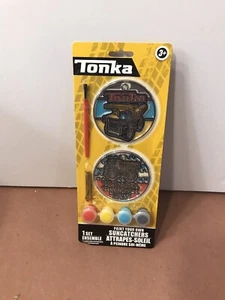 Tonka
3+
1 SET
ENSEMBLE
PAINT YOUR OWN
SUNCATCHERS
ATTRAPES-SOLEIL
À PEINDRE SOI-MÊME